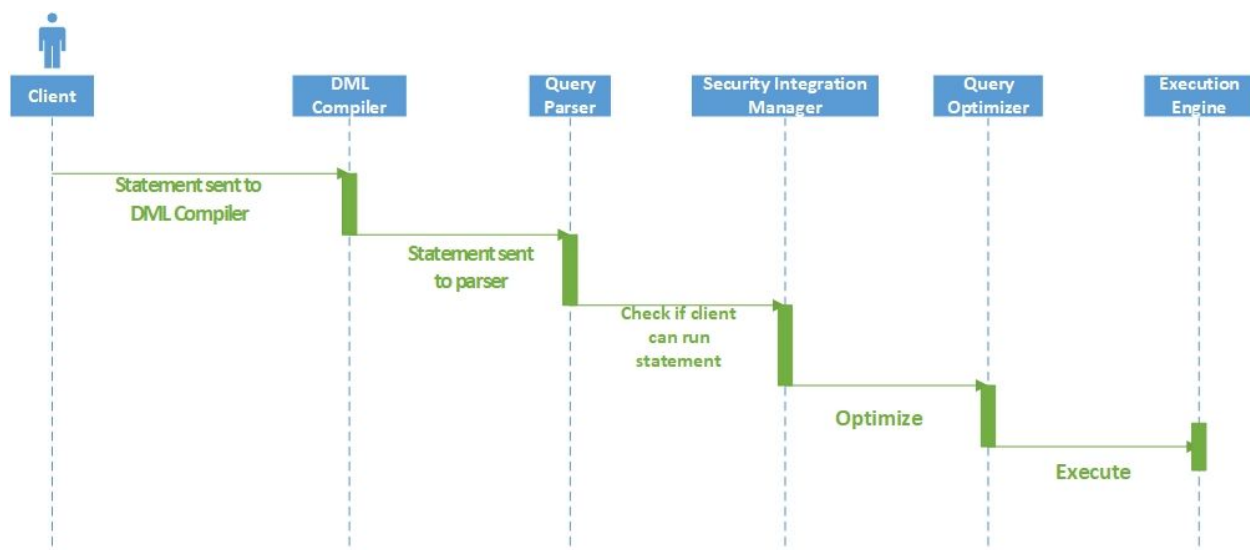 Client
DML
Compiler
Query
Parser
Security Integration
Manager
Query
Optimizer
Execution
Engine
Statement sent to
DML Compiler
Statement sent
to parser
Check if client
can run
statement
Optimize
Execute